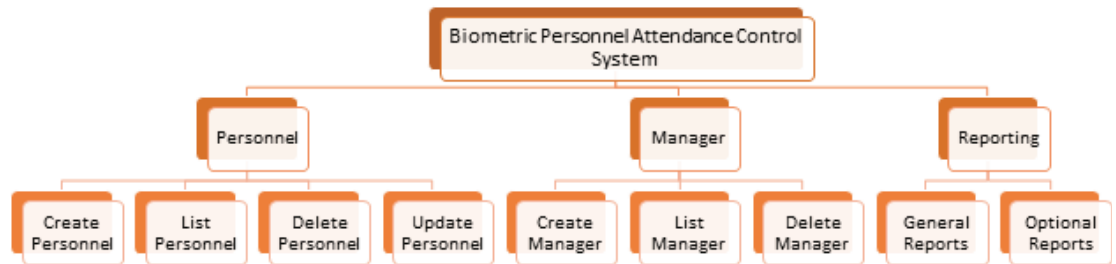 Biometric Personnel Attendance Control
System
Personnel
Manager
Reporting
Create
Personnel
List
Personnel
Delete
Personnel
Update
Personnel
Create
Manager
List
Manager
Delete
Manager
General
Reports
Optional
Reports